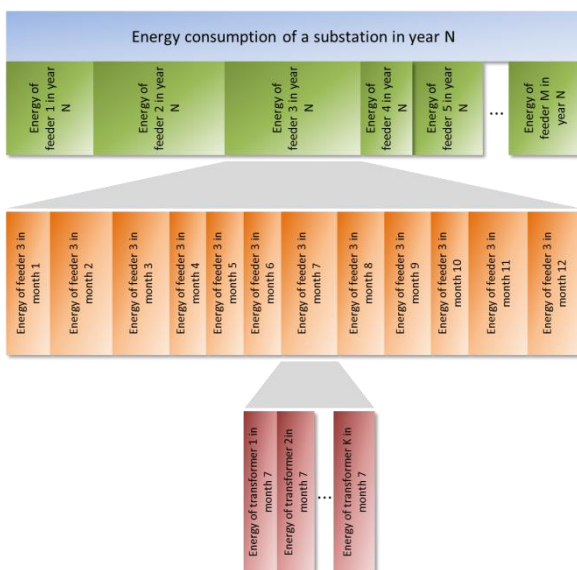 Energy consumption of a substation in year N
Energy of
feeder 1 in year
N
Energy of
feeder 2 in year
N
Energy of
feeder 3 in year
N
Energy of
feeder 4 in year
N
Energy of
feeder 5 in year
N
...
Energy of
feeder M in
year N
Energy of feeder 3 in
month 1
Energy of feeder 3 in
month 2
Energy of feeder 3 in
month 3
Energy of feeder 3 in
month 4
Energy of feeder 3 in
month 5
Energy of feeder 3 in
month 6
Energy of feeder 3 in
month 7
Energy of feeder 3 in
month 8
Energy of feeder 3 in
month 9
Energy of feeder 3 in
month 10
Energy of feeder 3 in
month 11
Energy of feeder 3 in
month 12
Energy of transformer 1 in
month 7
Energy of transformer 2in
month 7
...
Energy of transformer K in
month 7